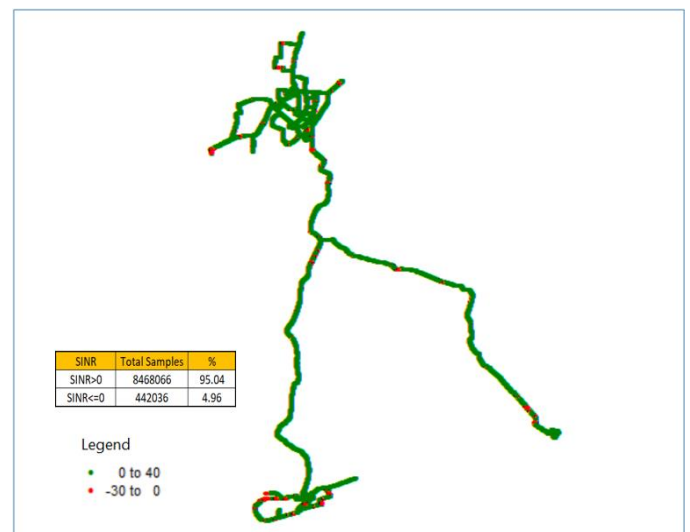 SINR Total Samples %
SINR>0 8468066 95.04
SINR<=0 442036 4.96
Legend
0 to 40
-30 to 0